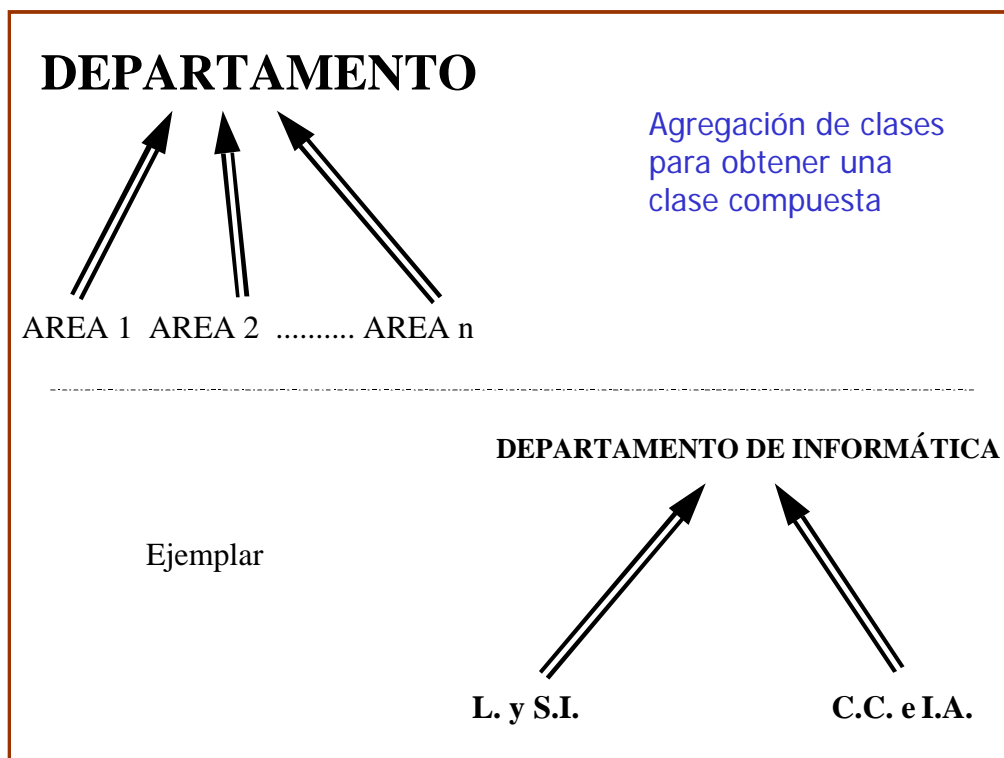 DEPARTAMENTO
Agregación de clases
para obtener una
clase compuesta
AREA 1 AREA 2 .......... AREA n
DEPARTAMENTO DE INFORMÁTICA
Ejemplar
L. y S.I.
C.C. e I.A.